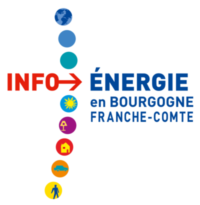 INFO→ ÉNERGIE
en BOURGOGNE
FRANCHE-COMTE